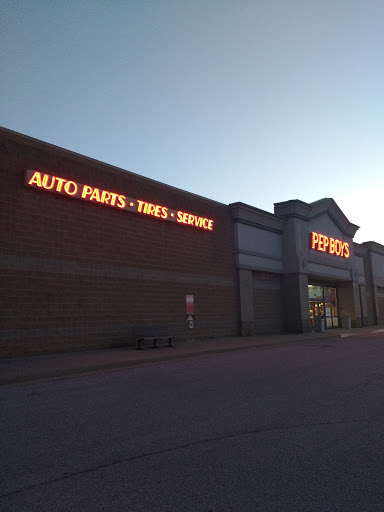 AUTO PARTS · TIRES · SERVICE
PEP BOYS